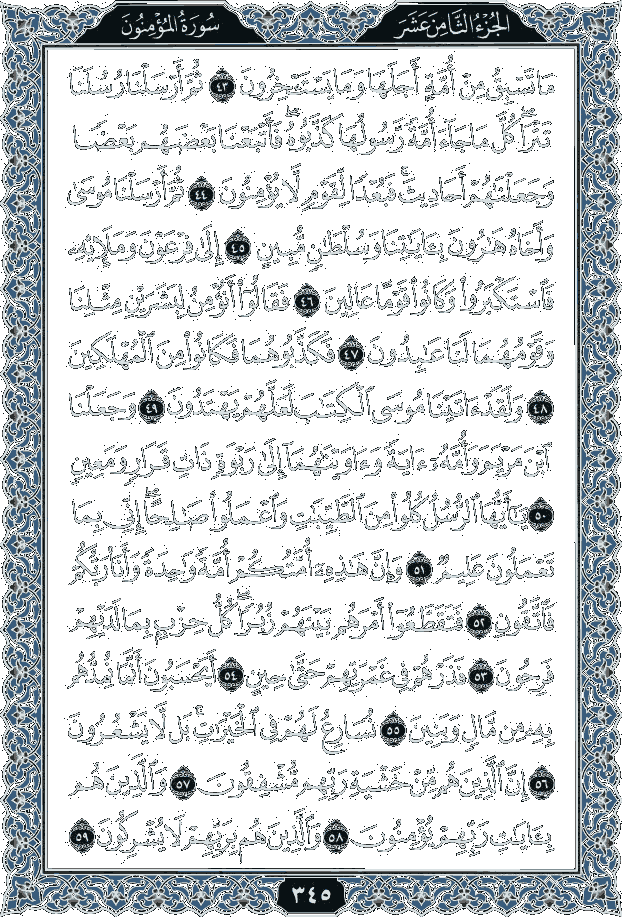 الجزء الثامن عشر
سورة المؤمنون
مَا تَسْبِقُ مِنْ أُمَّةٍ أَجَلَهَا وَمَا يَسْتَـْٔخِرُونَ ٤٣ ثُمَّ أَرْسَلْنَا رُسُلَنَا
تَتْرَا ۖ كُلَّ مَا جَآءَ أُمَّةً رَّسُولُهَا كَذَّبُوهُ ۚ فَأَتْبَعْنَا بَعْضَهُم بَعْضًا
وَجَعَلْنَٰهُمْ أَحَادِيثَ ۚ فَبُعْدًا لِّقَوْمٍ لَّا يُؤْمِنُونَ ٤٤ ثُمَّ أَرْسَلْنَا مُوسَىٰ
وَأَخَاهُ هَٰرُونَ بِـَٔايَٰتِنَا وَسُلْطَٰنٍ مُّبِينٍ ٤٥ إِلَىٰ فِرْعَوْنَ وَمَلَإِيهِۦ
فَٱسْتَكْبَرُوا۟ وَكَانُوا۟ قَوْمًا عَالِينَ ٤٦ فَقَالُوٓا۟ أَنُؤْمِنُ لِبَشَرَيْنِ مِثْلِنَا
وَقَوْمُهُمَا لَنَا عَٰبِدُونَ ٤٧ فَكَذَّبُوهُمَا فَكَانُوا۟ مِنَ ٱلْمُهْلَكِينَ
٤٨ وَلَقَدْ ءَاتَيْنَا مُوسَى ٱلْكِتَٰبَ لَعَلَّهُمْ يَهْتَدُونَ ٤٩ وَجَعَلْنَا
ٱبْنَ مَرْيَمَ وَأُمَّهُۥٓ ءَايَةً وَءَاوَيْنَٰهُمَآ إِلَىٰ رَبْوَةٍ ذَاتِ قَرَارٍ وَمَعِينٍ
٥٠ يَٰٓأَيُّهَا ٱلرُّسُلُ كُلُوا۟ مِنَ ٱلطَّيِّبَٰتِ وَٱعْمَلُوا۟ صَٰلِحًا ۖ إِنِّى بِمَا
تَعْمَلُونَ عَلِيمٌ ٥١ وَإِنَّ هَٰذِهِۦٓ أُمَّتُكُمْ أُمَّةً وَٰحِدَةً وَأَنَا۠ رَبُّكُمْ
فَٱتَّقُونِ ٥٢ فَتَقَطَّعُوٓا۟ أَمْرَهُم بَيْنَهُمْ زُبُرًا ۖ كُلُّ حِزْبٍۭ بِمَا لَدَيْهِمْ
فَرِحُونَ ٥٣ فَذَرْهُمْ فِى غَمْرَتِهِمْ حَتَّىٰ حِينٍ ٥٤ أَيَحْسَبُونَ أَنَّمَا نُمِدُّهُم
بِهِۦ مِن مَّالٍ وَبَنِينَ ٥٥ نُسَارِعُ لَهُمْ فِى ٱلْخَيْرَٰتِ ۚ بَل لَّا يَشْعُرُونَ
٥٦ إِنَّ ٱلَّذِينَ هُم مِّنْ خَشْيَةِ رَبِّهِم مُّشْفِقُونَ ٥٧ وَٱلَّذِينَ هُم
بِـَٔايَٰتِ رَبِّهِمْ يُؤْمِنُونَ ٥٨ وَٱلَّذِينَ هُم بِرَبِّهِمْ لَا يُشْرِكُونَ ٥٩
٣٤٥